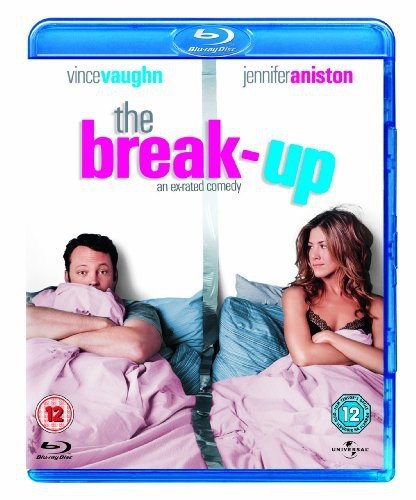 Blu-ray Disc
vincevaughn
jenniferaniston
the
break-up
an ex-rated comedy
12
12
Blu-ray Disc
UNIVERSAL